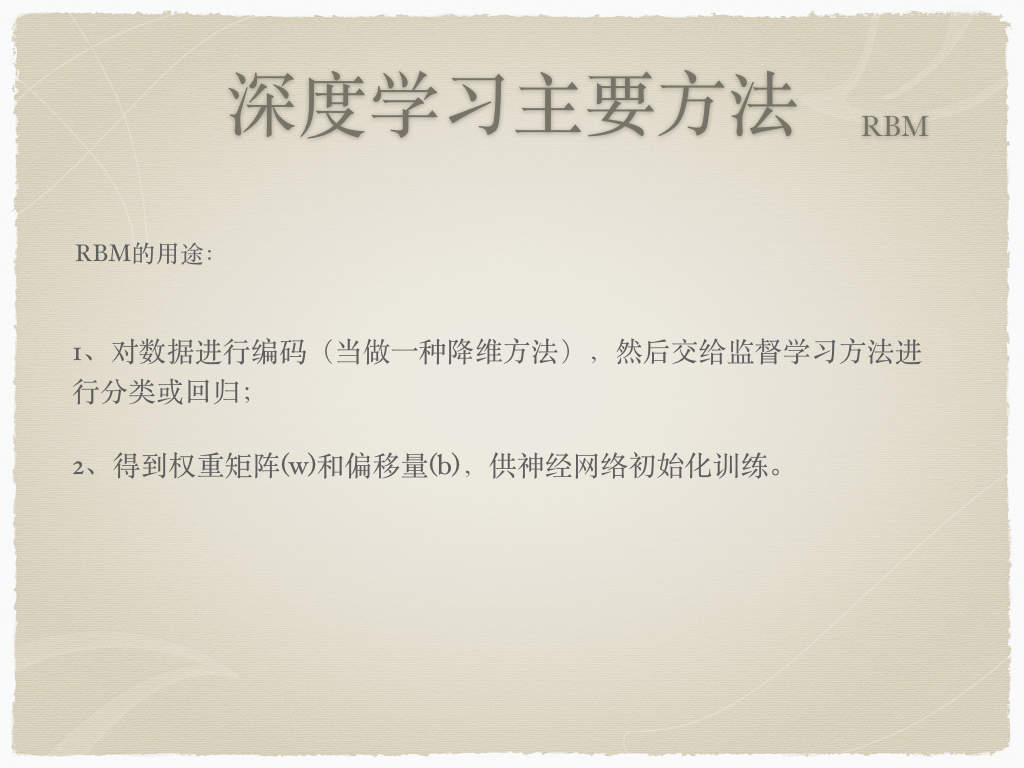 深度学习主要方法 RBM
RBM的用途：
1、对数据进行编码（当做一种降维方法），然后交给监督学习方法进
行分类或回归；
2、得到权重矩阵(w)和偏移量(b)，供神经网络初始化训练。